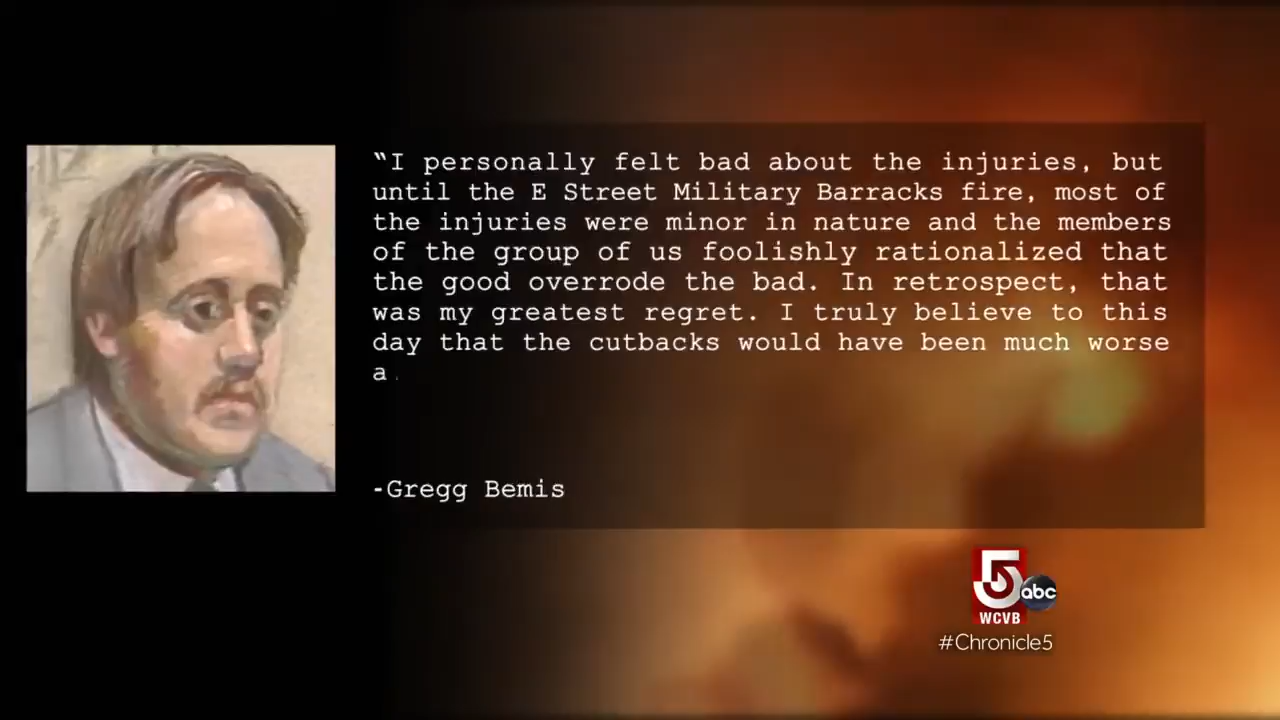 “I personally felt bad about the injuries, but
until the E Street Military Barracks fire, most of
the injuries were minor in nature and the members
of the group of us foolishly rationalized that
the good overrode the bad. In retrospect, that
was my greatest regret. I truly believe to this
day that the cutbacks would have been much worse
a
-Gregg Bemis
5
abc
WCVB
#Chronicle5